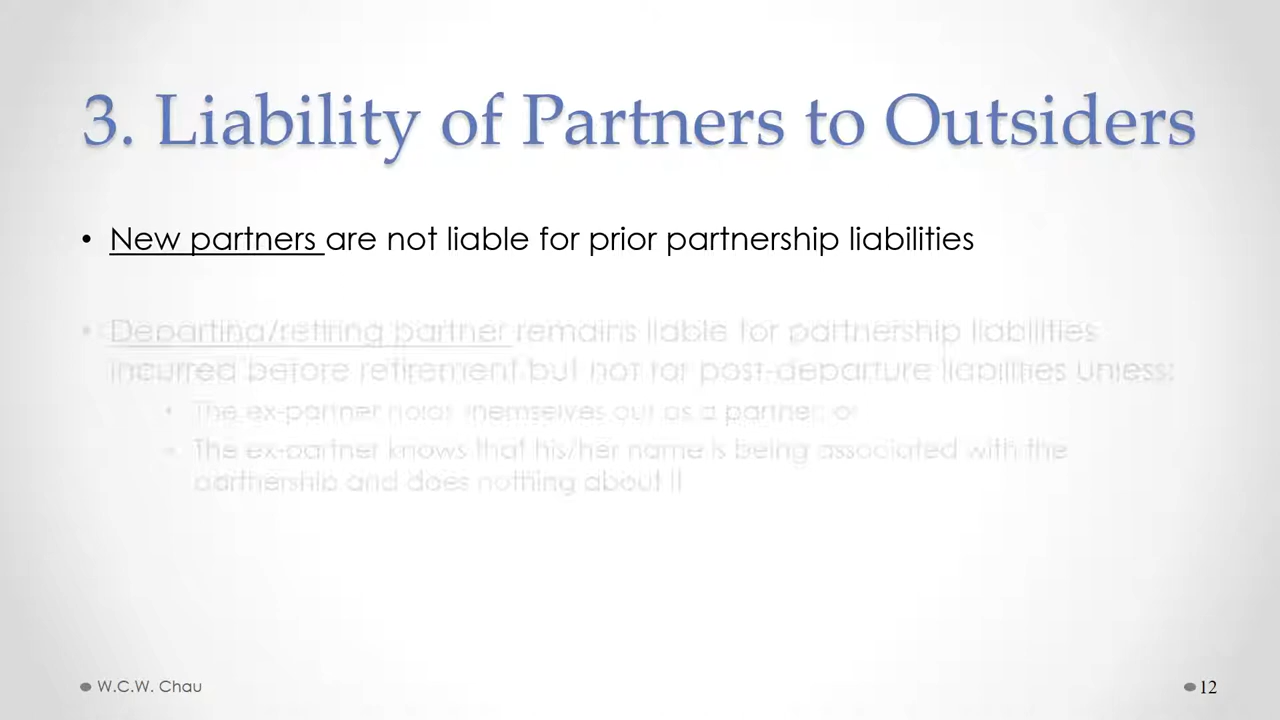 3. Liability of Partners to Outsiders
• New partners are not liable for prior partnership liabilities
• Departing/retiring partner remains liable for partnership liabilities
incurred before retirement but not for post-departure liabilities unless:
• The ex-partner holds themselves out as a partner; or
• The ex-partner knows that his/her name is being associated with the
partnership and does nothing about it
W.C.W. Chau
12